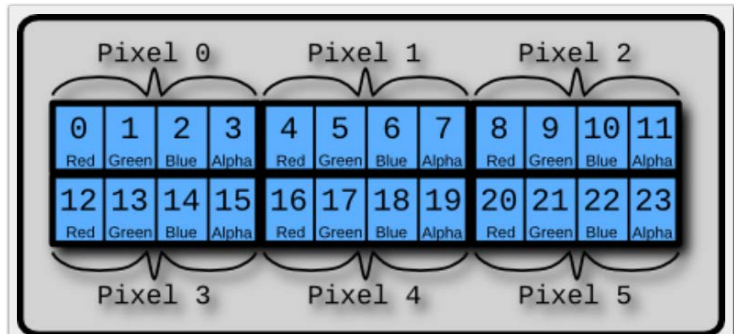 Pixel 0 Pixel 1 Pixel 2
0 1 2 3 4 5 6 7 8 9 10 11
Red Green Blue Alpha Red Green Blue Alpha Red Green Blue Alpha
12 13 14 15 16 17 18 19 20 21 22 23
Red Green Blue Alpha Red Green Blue Alpha Red Green Blue Alpha
Pixel 3 Pixel 4 Pixel 5